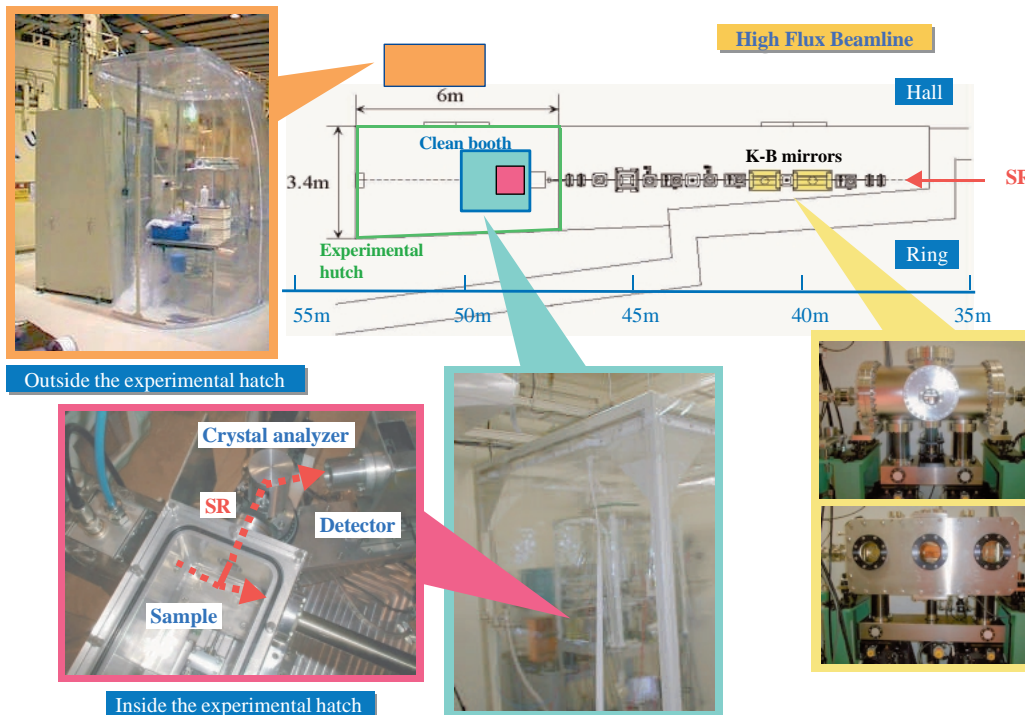 High Flux Beamline
Hall
6m
Clean booth
K-B mirrors
3.4m
SR
Experimental
hutch
Ring
55m
50m
45m
40m
35m
Outside the experimental hatch
Crystal analyzer
SR
Detector
Sample
Inside the experimental hatch